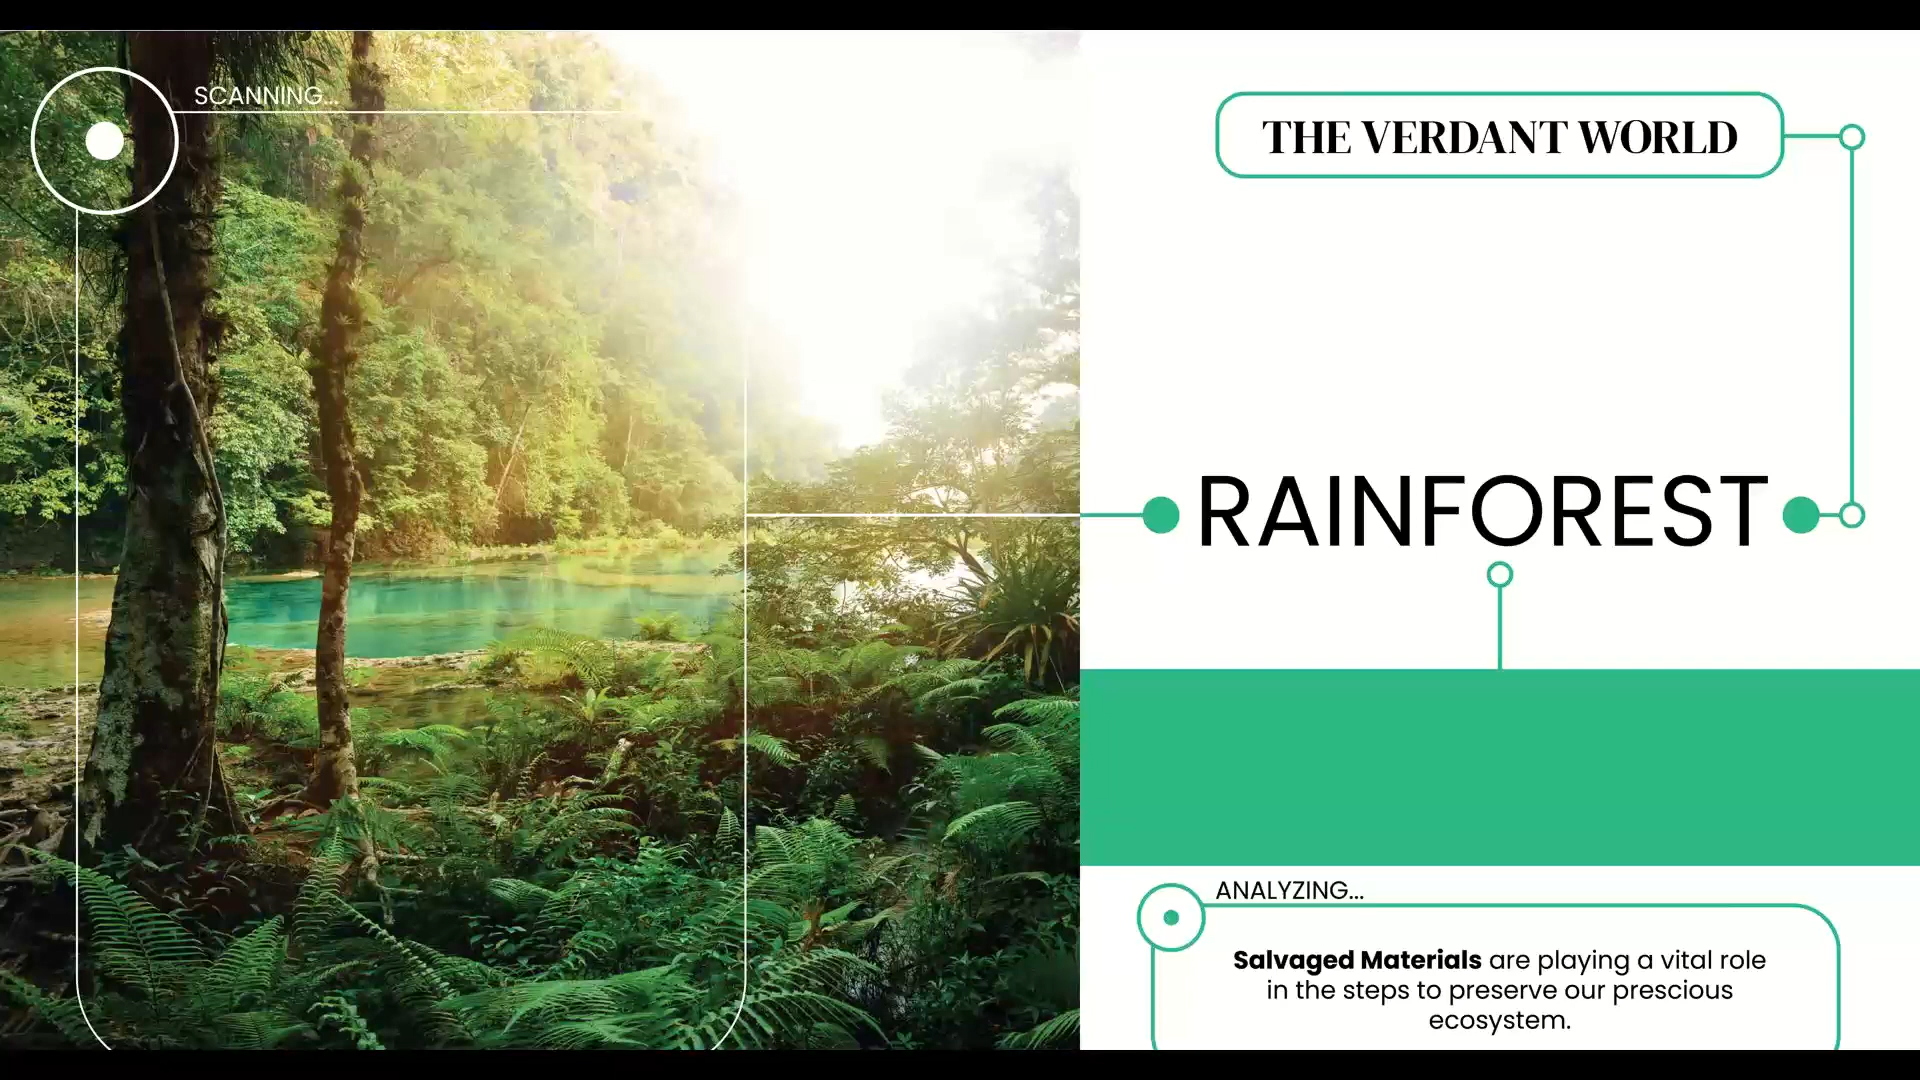 SCANNING...
THE VERDANT WORLD
RAINFOREST
ANALYZING...
Salvaged Materials are playing a vital role
in the steps to preserve our prescious
ecosystem.